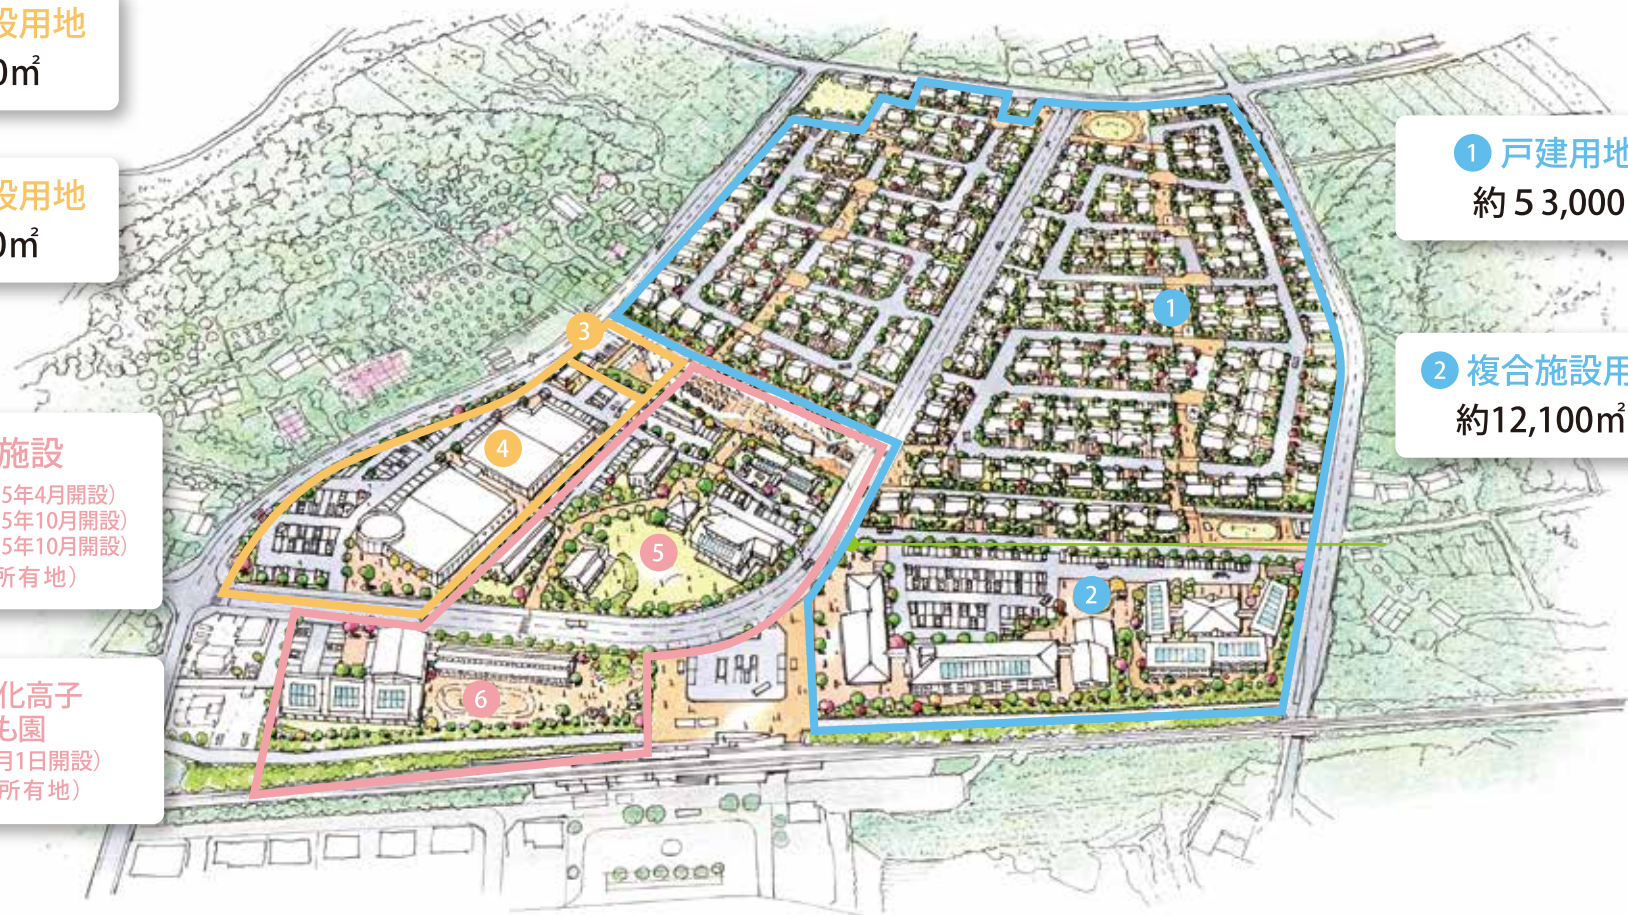 設用地
0㎡
設用地
0㎡
施設
5年4月開設）
5年10月開設）
5年10月開設）
所有地）
化高子
も園
月1日開設）
所有地）
1 戸建用地
約５3,000
2 複合施設用
約12,100㎡
3
4
5
6
1
2